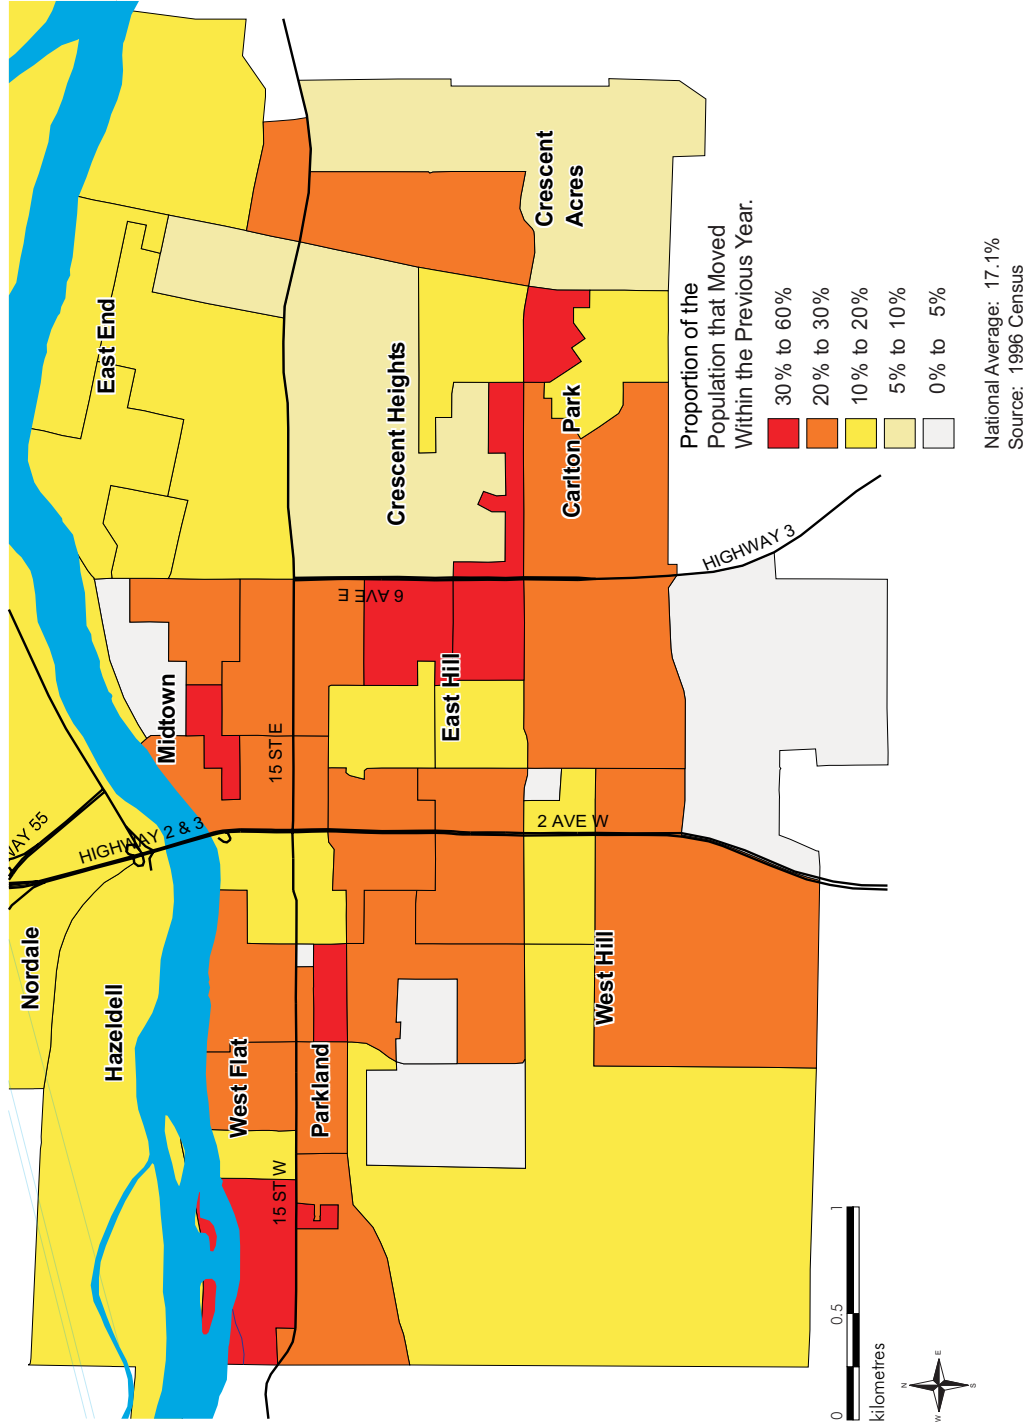 Nordale
Hazeldell
WAY 55
HIGHWAY 2 & 3
Midtown
East End
West Flat
15 ST W
15 ST E
6 AVE E
Parkland
East Hill
Crescent Heights
Crescent
Acres
2 AVE W
West Hill
Carlton Park
HIGHWAY 3
Proportion of the
Population that Moved
Within the Previous Year.
30% to 60%
20% to 30%
10% to 20%
5% to 10%
0% to 5%
National Average: 17.1%
Source: 1996 Census
0 0.5 1
kilometres
N
W E
S